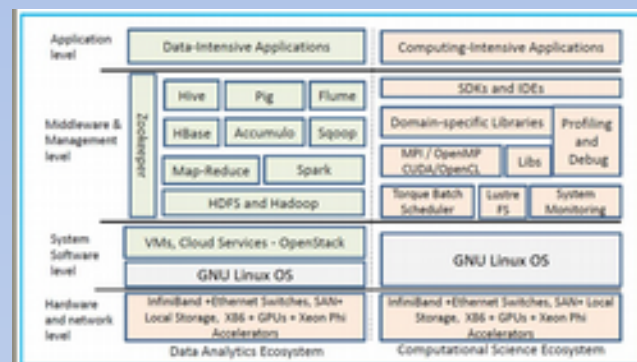 Application level
Data-Intensive Applications
Computing-Intensive Applications
Middleware & Management level
Zookeeper
Hive
Pig
Flume
HBase
Accumulo
Sqoop
Map-Reduce
Spark
HDFS and Hadoop
SDKs and IDEs
Domain-specific Libraries
Profiling and Debug
MPI / OpenMP
CUDA/OpenCL
Libs
Torque Batch Scheduler
Lustre FS
System Monitoring
System Software level
VMs, Cloud Services - OpenStack
GNU Linux OS
GNU Linux OS
Hardware and network level
InfiniBand +Ethernet Switches, SAN+
Local Storage, X86 + GPUs + Xeon Phi
Accelerators
InfiniBand +Ethernet Switches, SAN+ Local
Storage, X86 + GPUs + Xeon Phi
Accelerators
Data Analytics Ecosystem
Computational Science Ecosystem